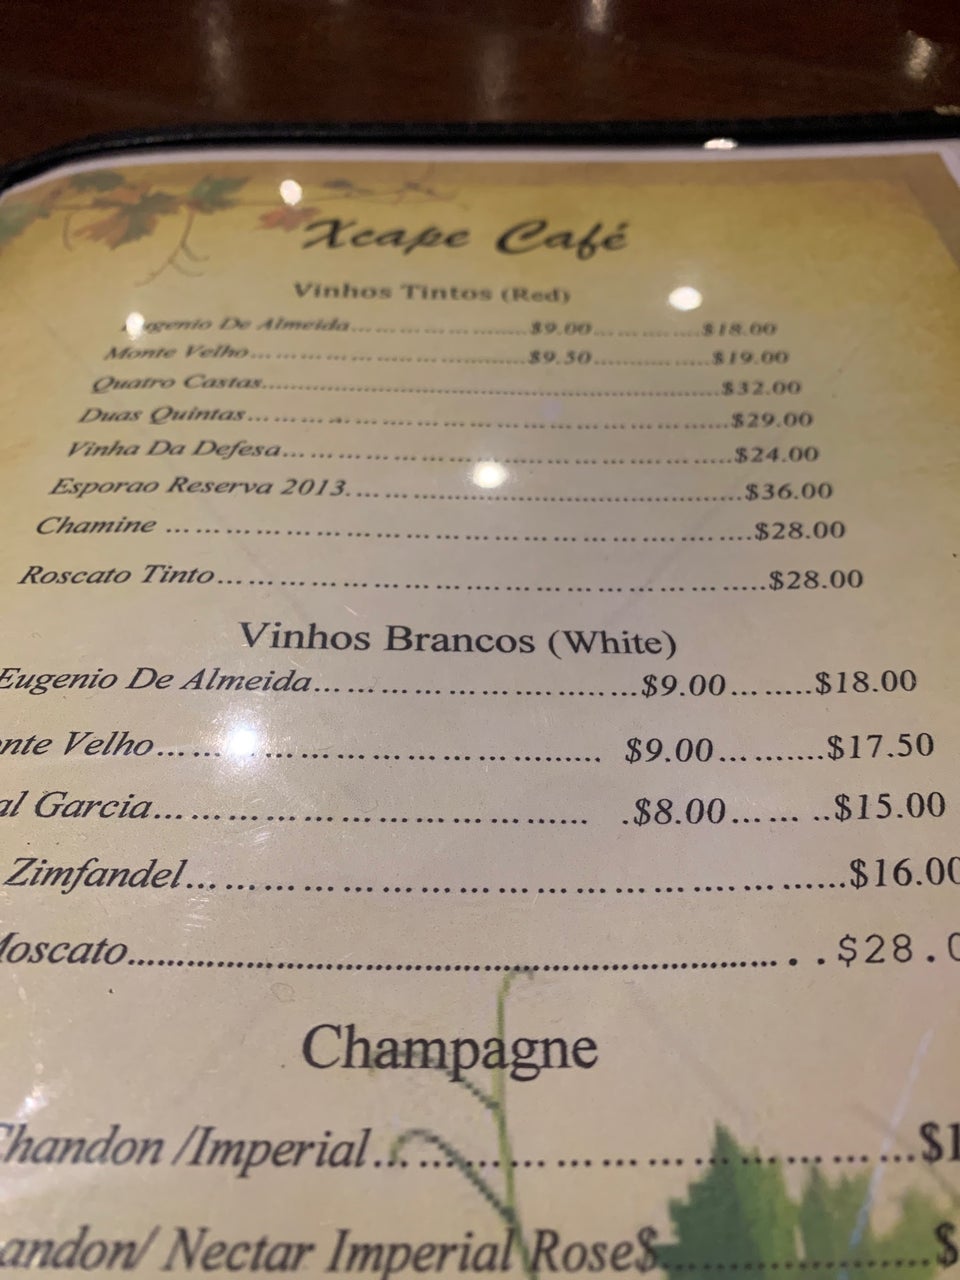 Xcape Café
Vinhos Tintos (Red)
Eugenio De Almeida.....................................$9.00.....................$18.00
Monte Velho.....................................$9.50.....................$19.00
Quatro Castas.....................................$32.00
Duas Quintas.....................................$29.00
Vinha Da Defesa.....................................$24.00
Esporao Reserva 2013.....................................$36.00
Chamine .....................................$28.00
Roscato Tinto.....................................$28.00
Vinhos Brancos (White)
Eugenio De Almeida.....................................$9.00..........$18.00
nte Velho..................................... $9.00..........$17.50
al Garcia..................................... .$8.00...... ..$15.00
Zimfandel.....................................$16.00
Moscato.....................................$28.0
Champagne
Chandon /Imperial.....................................$1
andon/ Nectar Imperial Rose$.....................$